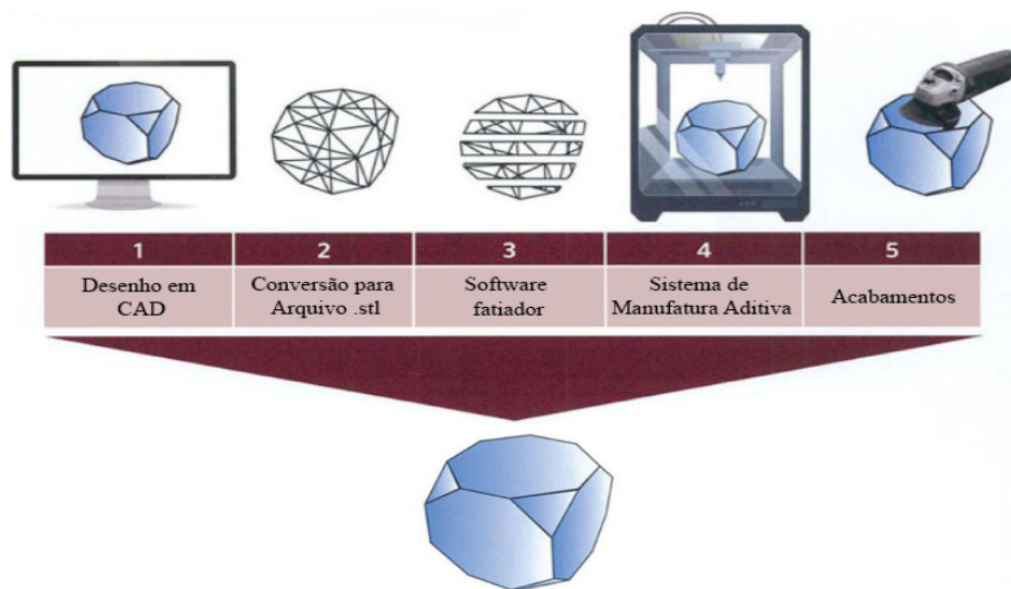 1
2
3
4
5
Desenho em
CAD
Conversão para
Arquivo .stl
Software
fatiador
Sistema de
Manufatura Aditiva
Acabamentos